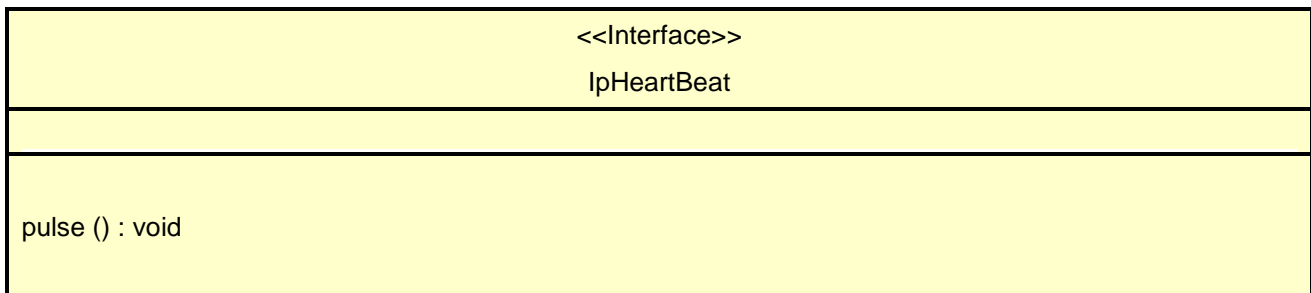 <<Interface>>
IpHeartBeat
pulse () : void